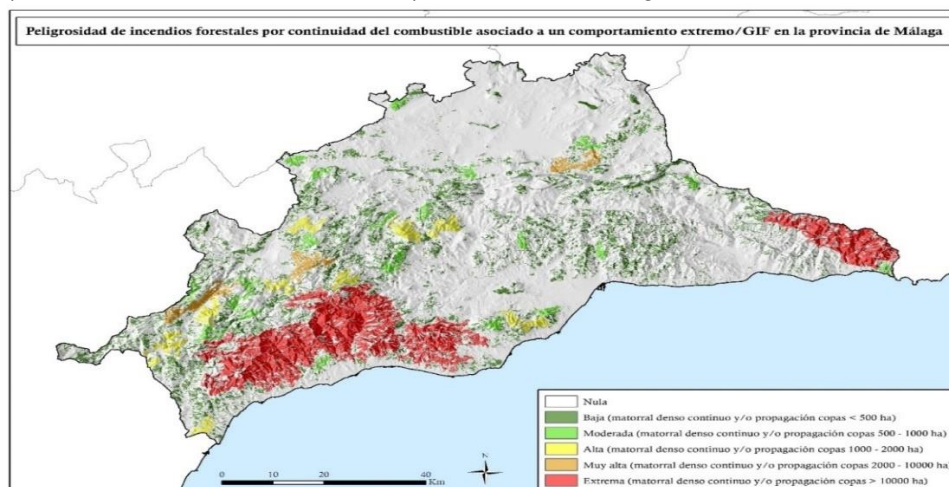 Peligrosidad de incendios forestales por continuidad del combustible asociado a un comportamiento extremo/GIF en la provincia de Málaga
Nula
Baja (matorral denso continuo y/o propagación copas < 500 ha)
Moderada (matorral denso continuo y/o propagación copas 500 - 1000 ha)
Alta (matorral denso continuo y/o propagación copas 1000 - 2000 ha)
Muy alta (matorral denso continuo y/o propagación copas 2000 - 10000 ha)
Extrema (matorral denso continuo y/o propagación copas > 10000 ha)
0 20 40
Km
N